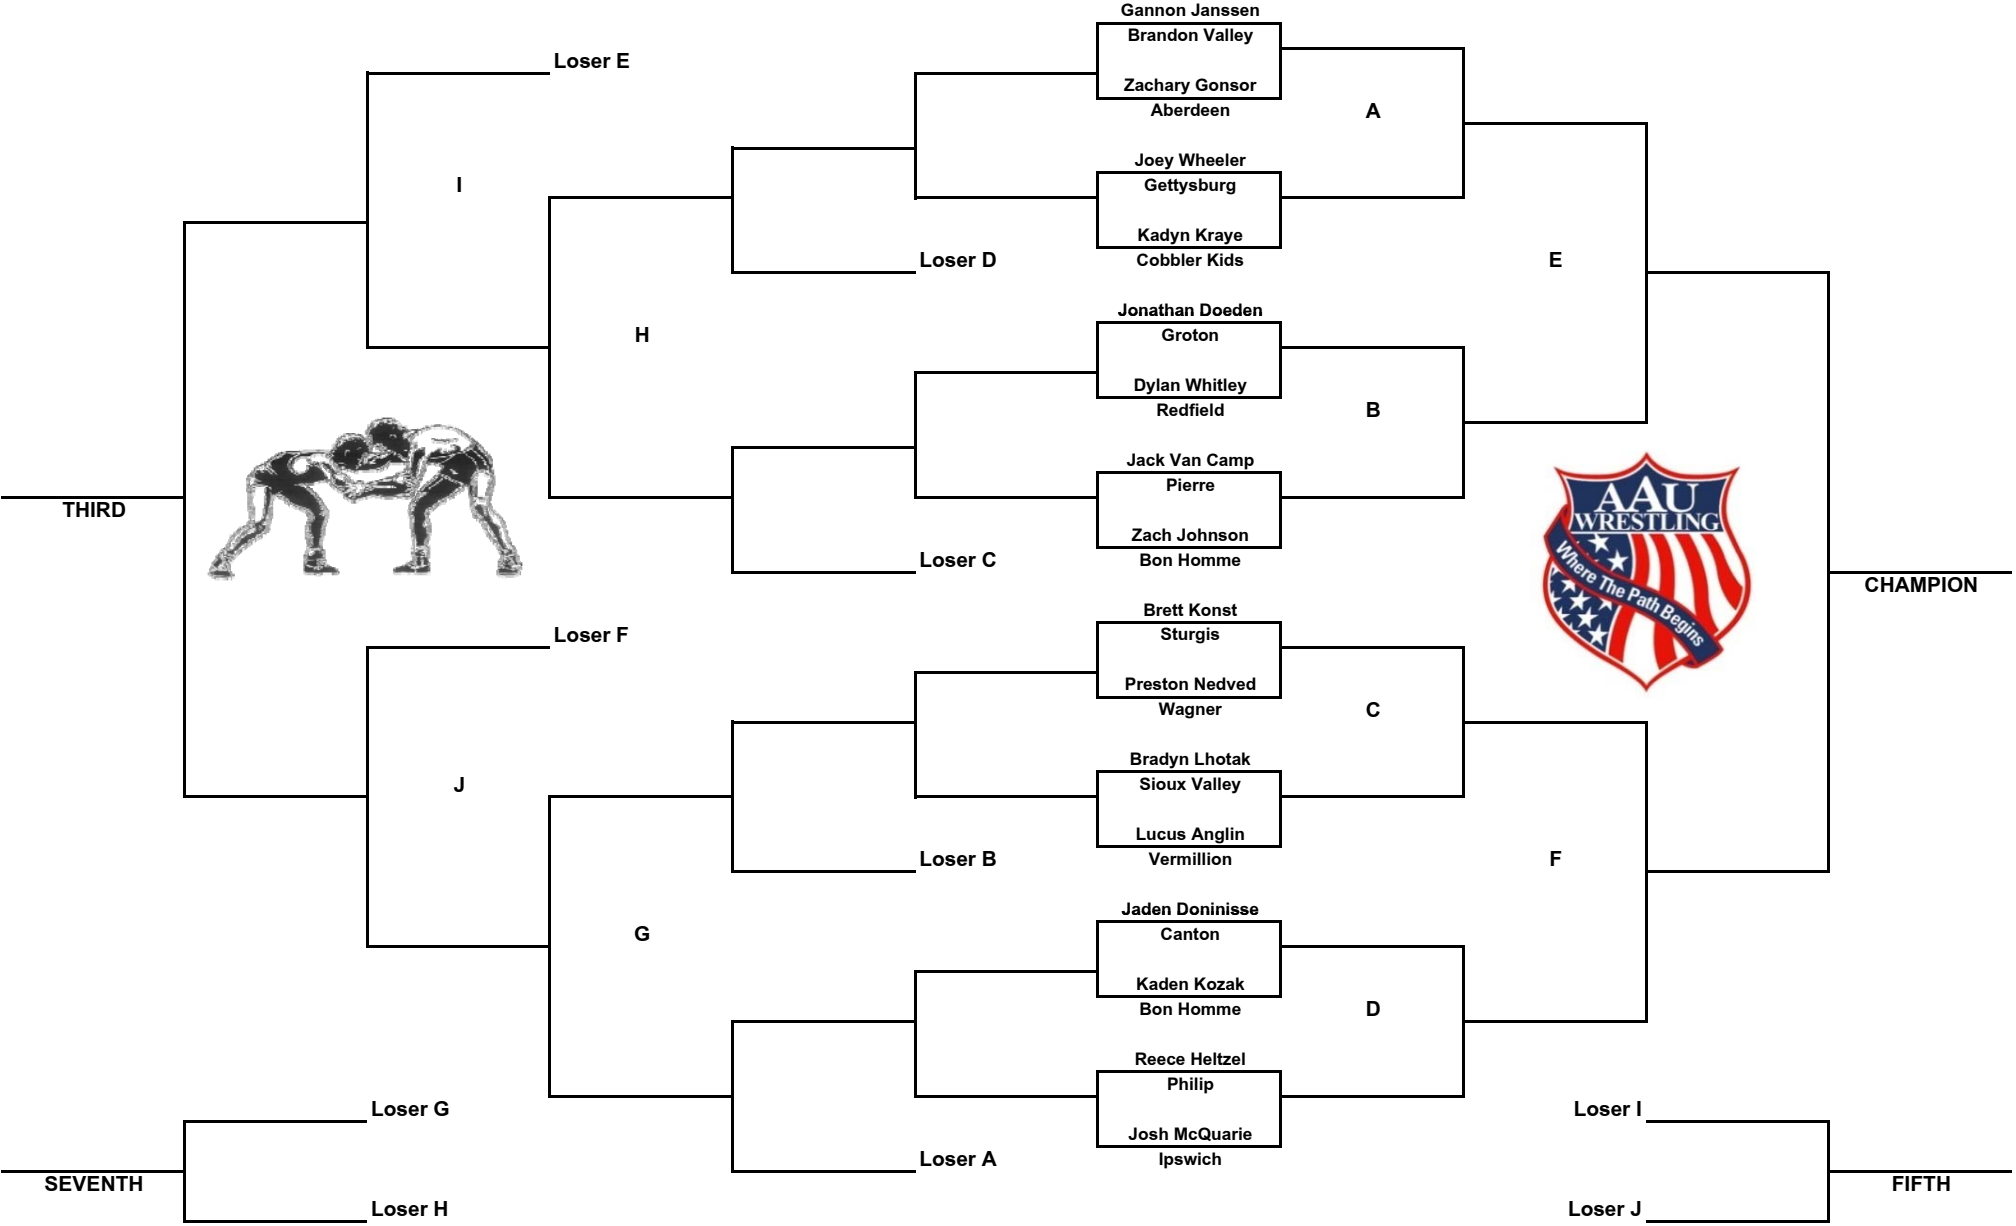 Gannon Janssen
Brandon Valley
Loser E
Zachary Gonsor
Aberdeen
A
Joey Wheeler
I
Gettysburg
Kadyn Kraye
Loser D
Cobbler Kids
E
Jonathan Doeden
H
Groton
Dylan Whitley
Redfield
B
Jack Van Camp
Pierre
THIRD
AAU
WRESTLING
Zach Johnson
Loser C
Bon Homme
Where The Path Begins
CHAMPION
Brett Konst
Loser F
Sturgis
Preston Nedved
Wagner
C
Bradyn Lhotak
J
Sioux Valley
Lucus Anglin
Loser B
Vermillion
F
Jaden Doninisse
G
Canton
Kaden Kozak
Bon Homme
D
Reece Heltzel
Philip
Loser G
Loser I
Josh McQuarie
Loser A
Ipswich
SEVENTH
FIFTH
Loser H
Loser J